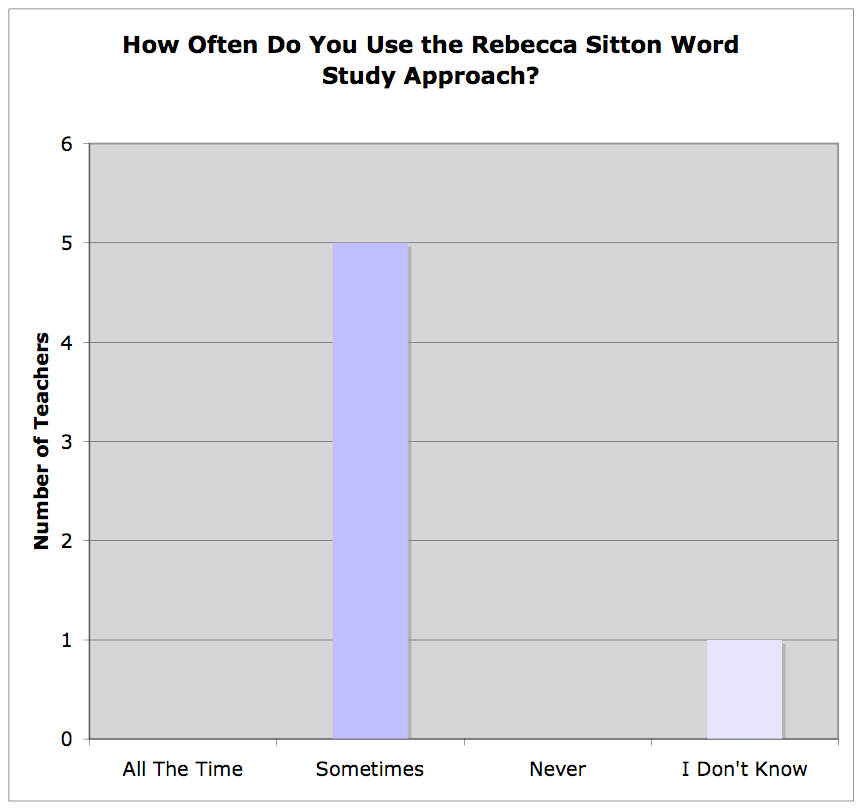 How Often Do You Use the Rebecca Sitton Word
Study Approach?
6
5
4
3
2
1
0
Number of Teachers
All The Time
Sometimes
Never
I Don't Know